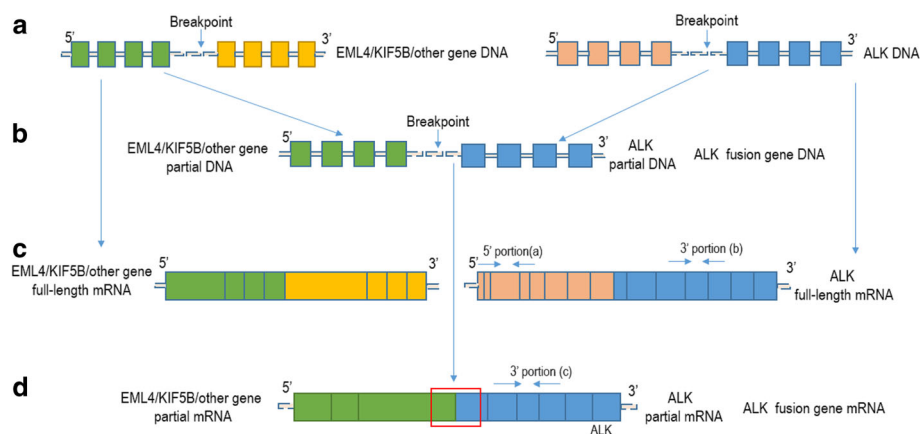 a
5'
Breakpoint
3'
EML4/KIF5B/other gene DNA
5'
Breakpoint
3'
ALK DNA
b
EML4/KIF5B/other gene
partial DNA
5'
Breakpoint
3'
ALK
partial DNA
ALK fusion gene DNA
c
EML4/KIF5B/other gene
full-length mRNA
5'
3'
5'
5' portion(a)
3' portion (b)
3'
ALK
full-length mRNA
d
EML4/KIF5B/other gene
partial mRNA
5'
3' portion (c)
3'
ALK
ALK
partial mRNA
ALK fusion gene mRNA